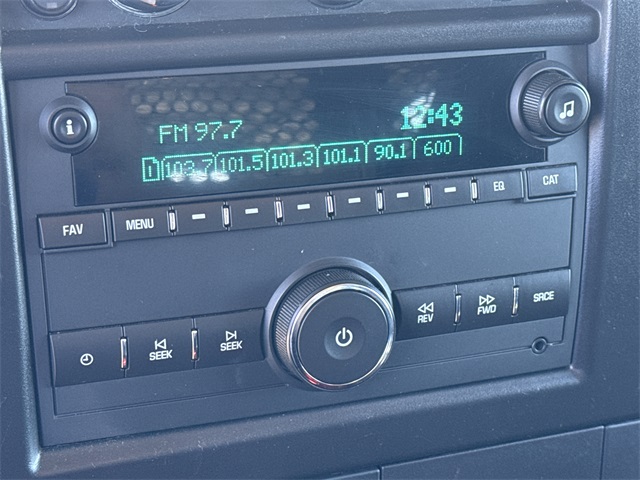 FM 97.7 12:43
1 103.7 101.5 101.3 101.1 90.1 600
i
FAV MENU EQ CAT
SEEK SEEK REV FWD SRCE